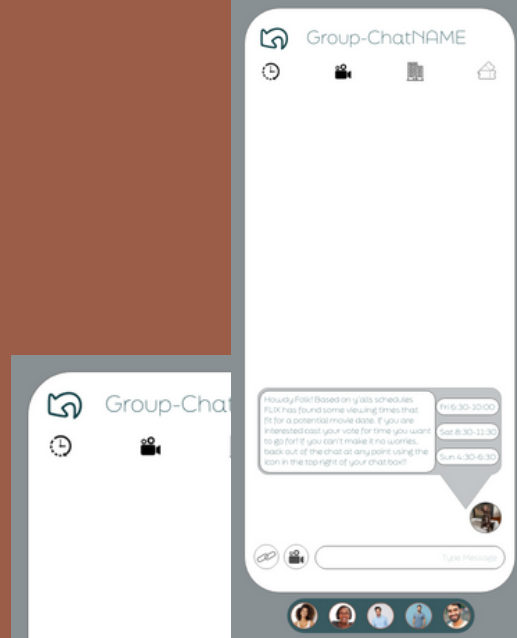 Group-ChatNAME
Howdy Folk! Based on y'alls schedules
FLIX has found some viewing times that
fit for a potential movie date. If you are
interested cast your vote for time you want
to go for! If you can't make it no worries,
back out of the chat at any point using the
icon in the top right of your chat box!!
Fri 6:30-10:00
Sat 8:30-11:30
Sun 4:30-6:30
Type Message
Group-Chat